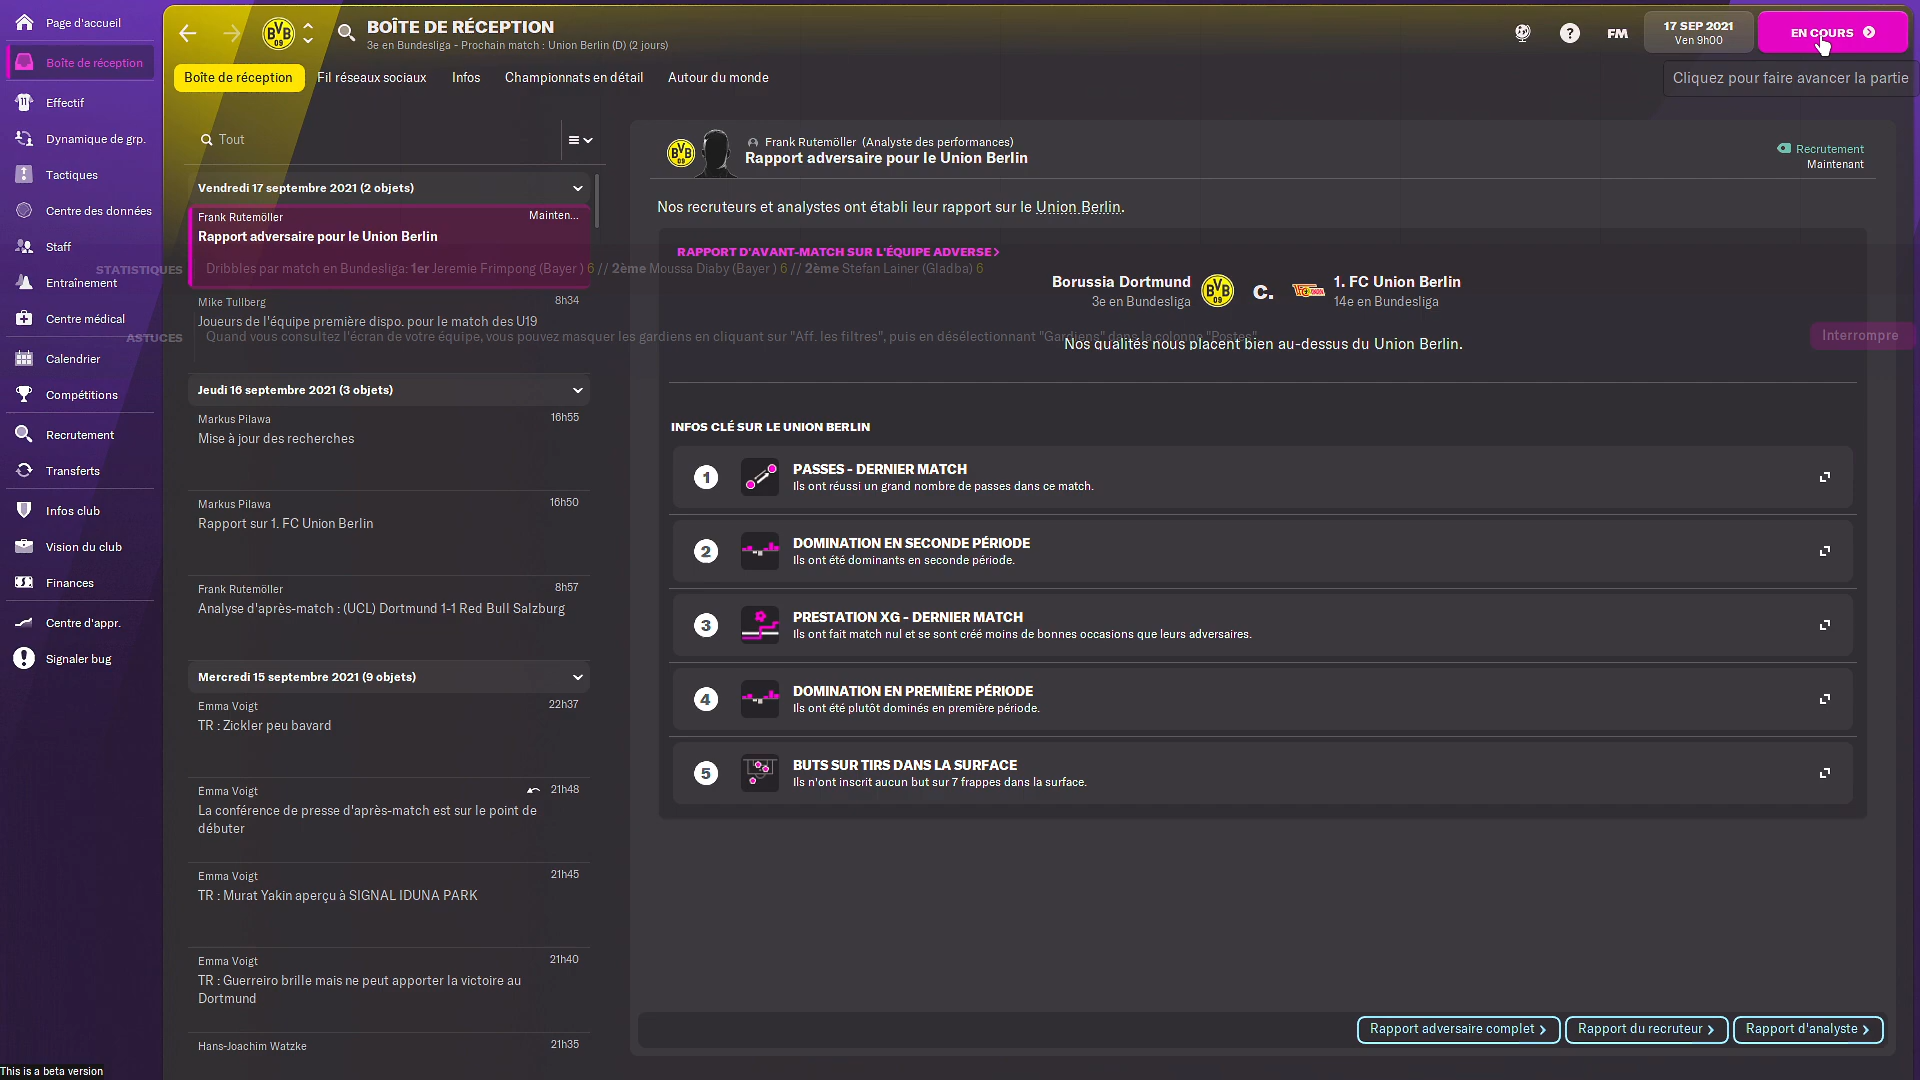 Page d'accueil
Boîte de réception
Effectif
Dynamique de grp.
Tactiques
Centre des données
Staff
Entraînement
Centre médical
Calendrier
Compétitions
Recrutement
Transferts
Infos club
Vision du club
Finances
Centre d'appr.
Signaler bug
This is a beta version
BOÎTE DE RÉCEPTION
3e en Bundesliga - Prochain match : Union Berlin (D) (2 jours)
FM
17 SEP 2021
Ven 9h00
EN COURS
Cliquez pour faire avancer la partie
Boîte de réception
Fil réseaux sociaux
Infos
Championnats en détail
Autour du monde
Tout
Vendredi 17 septembre 2021 (2 objets)
Frank Rutemöller
Mainten...
Rapport adversaire pour le Union Berlin
STATISTIQUES
Dribbles par match en Bundesliga: 1er Jeremie Frimpong (Bayer ) 6 // 2ème Moussa Diaby (Bayer ) 6 // 2ème Stefan Lainer (Gladba) 6
Mike Tullberg
8h34
Joueurs de l'équipe première dispo. pour le match des U19
ASTUCES
Quand vous consultez l'écran de votre équipe, vous pouvez masquer les gardiens en cliquant sur "Aff. les filtres", puis en désélectionnant "Gardiens" dans la colonne "Postes".
Interrompre
Jeudi 16 septembre 2021 (3 objets)
Markus Pilawa
16h55
Mise à jour des recherches
Markus Pilawa
16h50
Rapport sur 1. FC Union Berlin
Frank Rutemöller
8h57
Analyse d'après-match : (UCL) Dortmund 1-1 Red Bull Salzburg
Mercredi 15 septembre 2021 (9 objets)
Emma Voigt
22h37
TR : Zickler peu bavard
Emma Voigt
21h48
La conférence de presse d'après-match est sur le point de
débuter
Emma Voigt
21h45
TR : Murat Yakin aperçu à SIGNAL IDUNA PARK
Emma Voigt
21h40
TR : Guerreiro brille mais ne peut apporter la victoire au
Dortmund
Hans-Joachim Watzke
21h35
Frank Rutemöller (Analyste des performances)
Rapport adversaire pour le Union Berlin
Recrutement
Maintenant
Nos recruteurs et analystes ont établi leur rapport sur le Union Berlin.
RAPPORT D'AVANT-MATCH SUR L'ÉQUIPE ADVERSE
Borussia Dortmund
3e en Bundesliga
C.
1. FC Union Berlin
14e en Bundesliga
Nos qualités nous placent bien au-dessus du Union Berlin.
INFOS CLÉ SUR LE UNION BERLIN
1
PASSES - DERNIER MATCH
Ils ont réussi un grand nombre de passes dans ce match.
2
DOMINATION EN SECONDE PÉRIODE
Ils ont été dominants en seconde période.
3
PRESTATION XG - DERNIER MATCH
Ils ont fait match nul et se sont créé moins de bonnes occasions que leurs adversaires.
4
DOMINATION EN PREMIÈRE PÉRIODE
Ils ont été plutôt dominés en première période.
5
BUTS SUR TIRS DANS LA SURFACE
Ils n'ont inscrit aucun but sur 7 frappes dans la surface.
Rapport adversaire complet
Rapport du recruteur
Rapport d'analyste